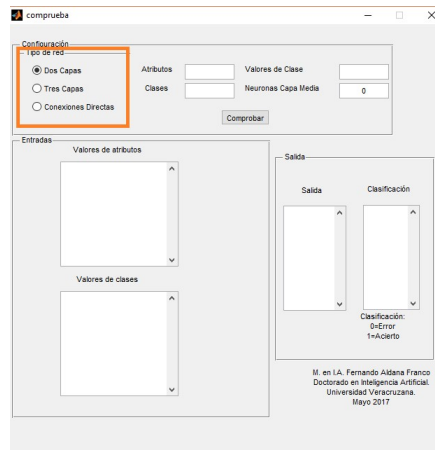 comprueba
Configuración
Tipo de red
Dos Capas
Tres Capas
Conexiones Directas
Atributos
Valores de Clase
Clases
Neuronas Capa Media
0
Comprobar
Entradas
Valores de atributos
Valores de clases
Salida
Salida
Clasificación
Clasificación:
0=Error
1=Acierto
M. en I.A. Fernando Aldana Franco
Doctorado en Inteligencia Artificial.
Universidad Veracruzana.
Mayo 2017